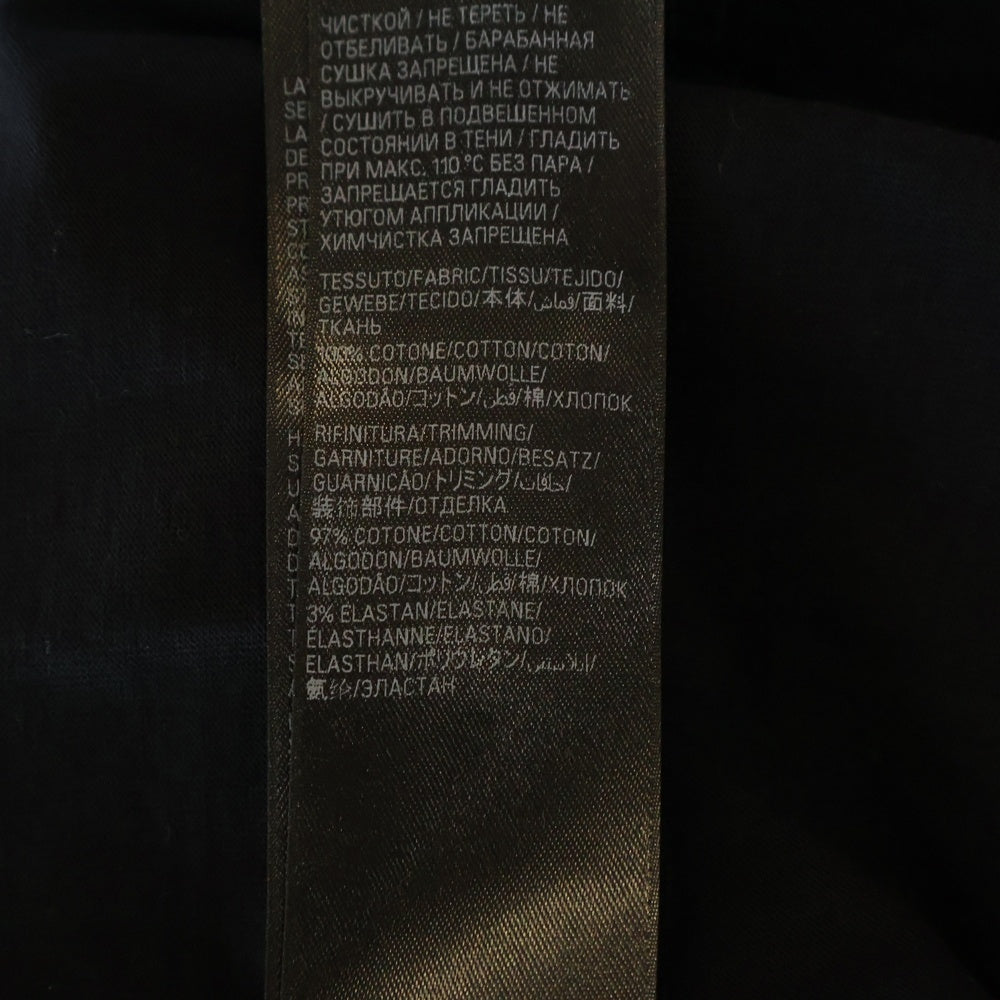 ЧИСТКОЙ / НЕ ТЕРЕТЬ / НЕ
ОТБЕЛИВАТЬ / БАРАБАННАЯ
СУШКА ЗАПРЕЩЕНА / НЕ
ВЫКРУЧИВАТЬ И НЕ ОТЖИМАТЬ
/ СУШИТЬ В ПОДВЕШЕННОМ
СОСТОЯНИИ В ТЕНИ / ГЛАДИТЬ
ПРИ МАКС. 110 °C БЕЗ ПАРА /
ЗАПРЕЩАЕТСЯ ГЛАДИТЬ
УТЮГОМ АППЛИКАЦИИ /
ХИМЧИСТКА ЗАПРЕЩЕНА
TESSUTO/FABRIC/TISSU/TEJIDO/
GEWEBE/TECIDO/本体/قماش/面料/
ТКАНЬ
100% COTONE/COTTON/COTON/
ALGODON/BAUMWOLLE/
ALGODÃO/コットン/قطن/棉/ХЛОПОК
RIFINITURA/TRIMMING/
GARNITURE/ADORNO/BESATZ/
GUARNICÃO/トリミング/حافات/
装饰部件/ОТДЕЛКА
97% COTONE/COTTON/COTON/
ALGODON/BAUMWOLLE/
ALGODÃO/コットン/قطن/棉/ХЛОПОК
3% ELASTAN/ELASTANE/
ÉLASTHANNE/ELASTANO/
ELASTHAN/ポリウレタン/
氨纶/ЭЛАСТАН